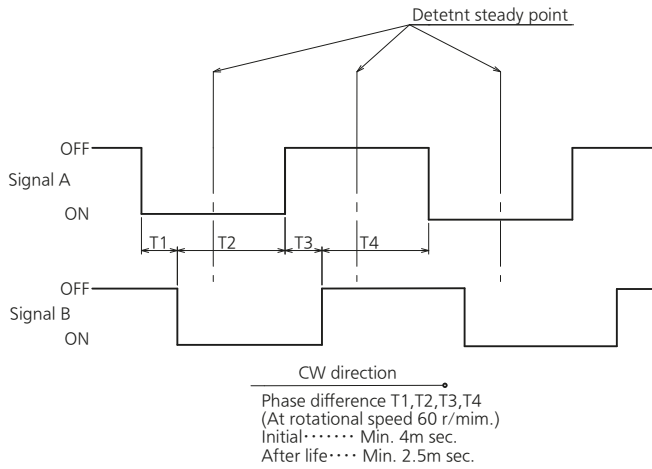 Detetnt steady point
OFF
Signal A
ON
T1 T2 T3 T4
OFF
Signal B
ON
CW direction
Phase difference T1,T2,T3,T4
(At rotational speed 60 r/mim.)
Initial······· Min. 4m sec.
After life···· Min. 2.5m sec.